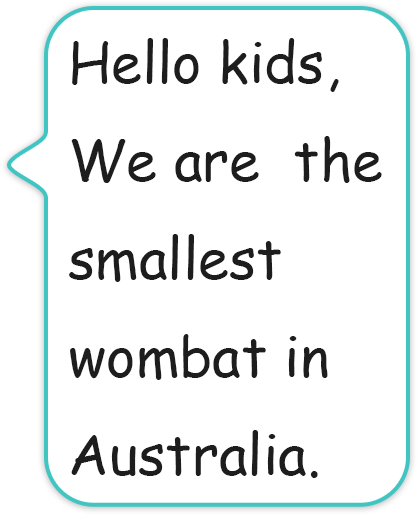 Hello kids,
We are  the
smallest
wombat in
Australia.